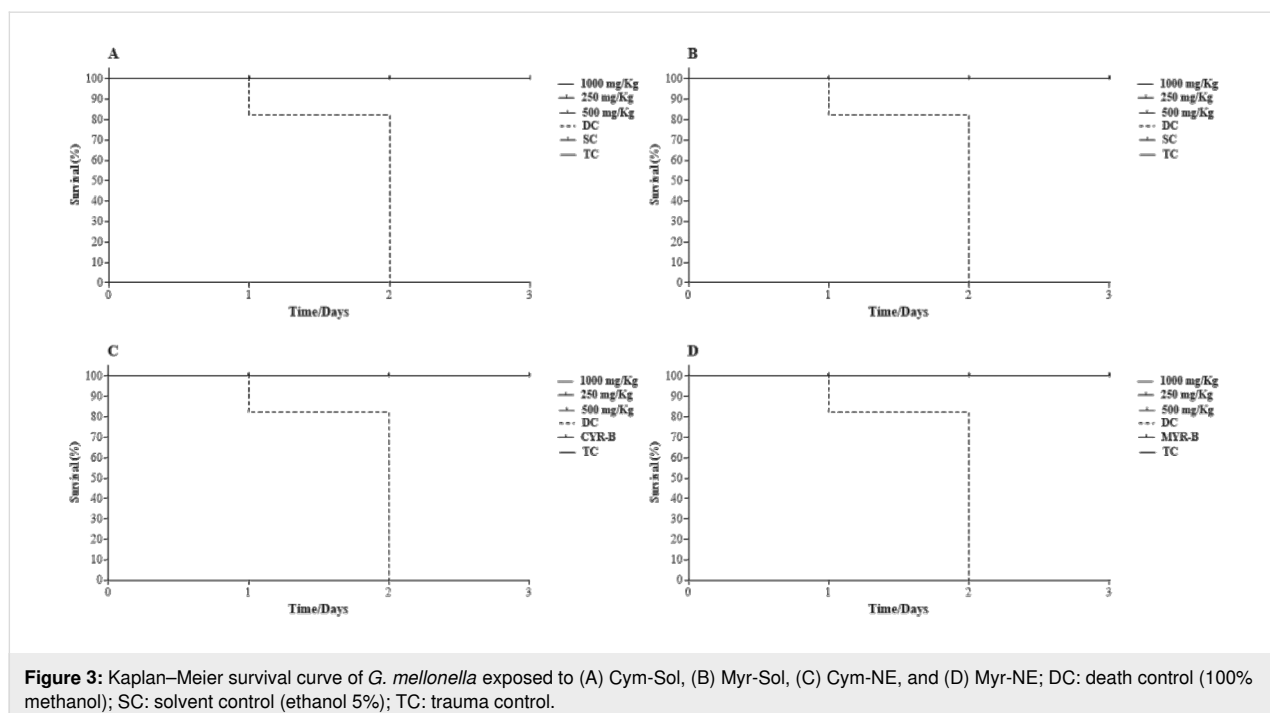 A
100
90
80
70
60
50
40
30
20
10
0
Survival (%)
0 1 2 3
Time/Days
1000 mg/Kg
250 mg/Kg
500 mg/Kg
DC
SC
TC
B
100
90
80
70
60
50
40
30
20
10
0
Survival (%)
0 1 2 3
Time/Days
1000 mg/Kg
250 mg/Kg
500 mg/Kg
DC
SC
TC
C
100
90
80
70
60
50
40
30
20
10
0
Survival (%)
0 1 2 3
Time/Days
1000 mg/Kg
250 mg/Kg
500 mg/Kg
DC
CYR-B
TC
D
100
90
80
70
60
50
40
30
20
10
0
Survival (%)
0 1 2 3
Time/Days
1000 mg/Kg
250 mg/Kg
500 mg/Kg
DC
MYR-B
TC
Figure 3: Kaplan–Meier survival curve of G. mellonella exposed to (A) Cym-Sol, (B) Myr-Sol, (C) Cym-NE, and (D) Myr-NE; DC: death control (100%
methanol); SC: solvent control (ethanol 5%); TC: trauma control.